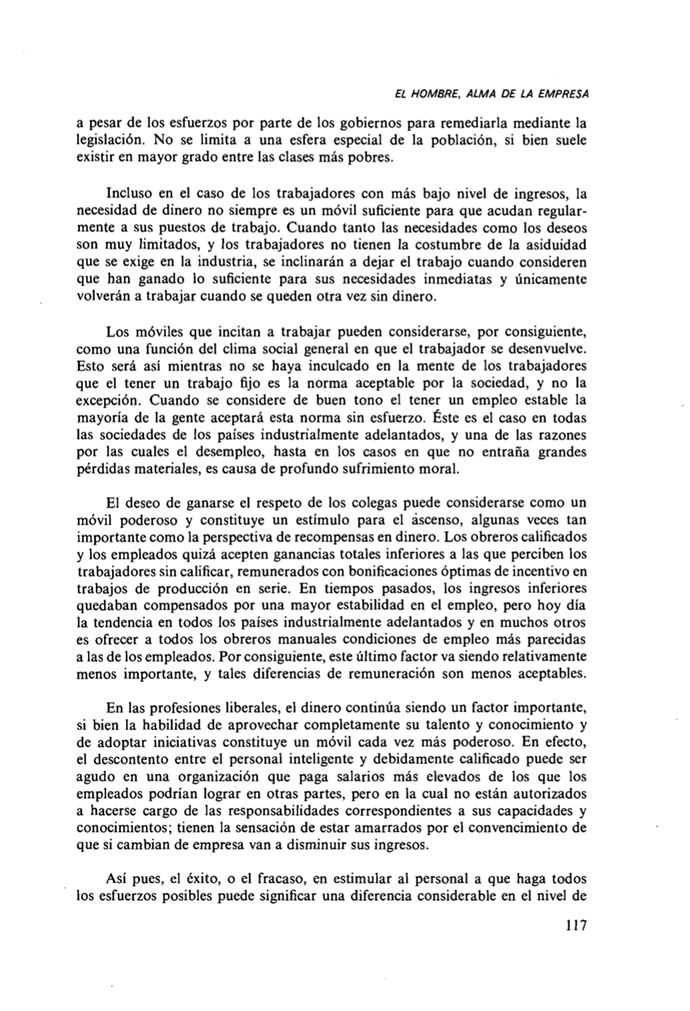 EL HOMBRE, ALMA DE LA EMPRESA
a pesar de los esfuerzos por parte de los gobiernos para remediarla mediante la
legislación. No se limita a una esfera especial de la población, si bien suele
existir en mayor grado entre las clases más pobres.
Incluso en el caso de los trabajadores con más bajo nivel de ingresos, la
necesidad de dinero no siempre es un móvil suficiente para que acudan regular-
mente a sus puestos de trabajo. Cuando tanto las necesidades como los deseos
son muy limitados, y los trabajadores no tienen la costumbre de la asiduidad
que se exige en la industria, se inclinarán a dejar el trabajo cuando consideren
que han ganado lo suficiente para sus necesidades inmediatas y únicamente
volverán a trabajar cuando se queden otra vez sin dinero.
Los móviles que incitan a trabajar pueden considerarse, por consiguiente,
como una función del clima social general en que el trabajador se desenvuelve.
Esto será así mientras no se haya inculcado en la mente de los trabajadores
que el tener un trabajo fijo es la norma aceptable por la sociedad, y no la
excepción. Cuando se considere de buen tono el tener un empleo estable la
mayoría de la gente aceptará esta norma sin esfuerzo. Éste es el caso en todas
las sociedades de los países industrialmente adelantados, y una de las razones
por las cuales el desempleo, hasta en los casos en que no entraña grandes
pérdidas materiales, es causa de profundo sufrimiento moral.
El deseo de ganarse el respeto de los colegas puede considerarse como un
móvil poderoso y constituye un estímulo para el ascenso, algunas veces tan
importante como la perspectiva de recompensas en dinero. Los obreros calificados
y los empleados quizá acepten ganancias totales inferiores a las que perciben los
trabajadores sin calificar, remunerados con bonificaciones óptimas de incentivo en
trabajos de producción en serie. En tiempos pasados, los ingresos inferiores
quedaban compensados por una mayor estabilidad en el empleo, pero hoy día
la tendencia en todos los países industrialmente adelantados y en muchos otros
es ofrecer a todos los obreros manuales condiciones de empleo más parecidas
a las de los empleados. Por consiguiente, este último factor va siendo relativamente
menos importante, y tales diferencias de remuneración son menos aceptables.
En las profesiones liberales, el dinero continúa siendo un factor importante,
si bien la habilidad de aprovechar completamente su talento y conocimiento y
de adoptar iniciativas constituye un móvil cada vez más poderoso. En efecto,
el descontento entre el personal inteligente y debidamente calificado puede ser
agudo en una organización que paga salarios más elevados de los que los
empleados podrían lograr en otras partes, pero en la cual no están autorizados
a hacerse cargo de las responsabilidades correspondientes a sus capacidades y
conocimientos; tienen la sensación de estar amarrados por el convencimiento de
que si cambian de empresa van a disminuir sus ingresos.
Así pues, el éxito, o el fracaso, en estimular al personal a que haga todos
los esfuerzos posibles puede significar una diferencia considerable en el nivel de
117